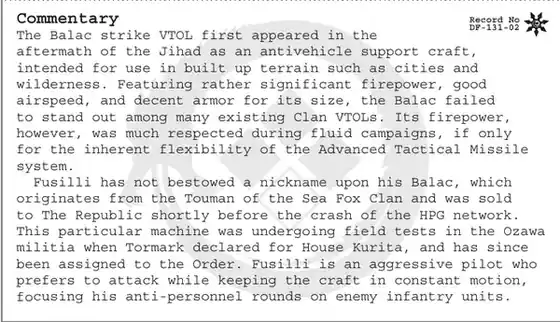 Commentary
Record No
DF-131-02
The Balac strike VTOL first appeared in the
aftermath of the Jihad as an antivehicle support craft,
intended for use in built up terrain such as cities and
wilderness. Featuring rather significant firepower, good
airspeed, and decent armor for its size, the Balac failed
to stand out among many existing Clan VTOLs. Its firepower,
however, was much respected during fluid campaigns, if only
for the inherent flexibility of the Advanced Tactical Missile
system.
Fusilli has not bestowed a nickname upon his Balac, which
originates from the Touman of the Sea Fox Clan and was sold
to The Republic shortly before the crash of the HPG network.
This particular machine was undergoing field tests in the Ozawa
militia when Tormark declared for House Kurita, and has since
been assigned to the Order. Fusilli is an aggressive pilot who
prefers to attack while keeping the craft in constant motion,
focusing his anti-personnel rounds on enemy infantry units.